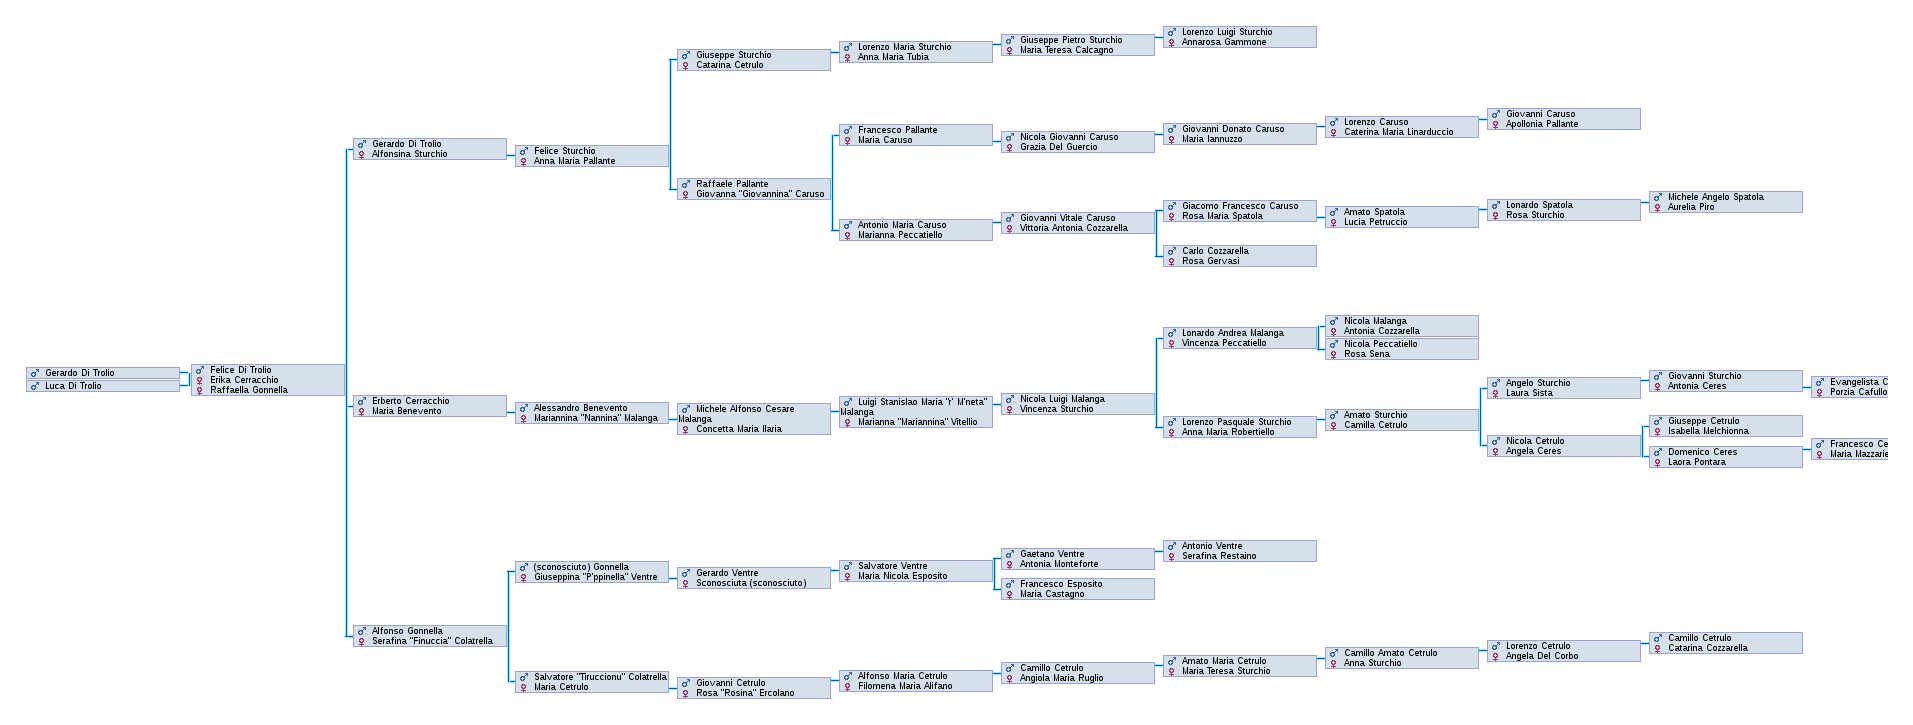 Lorenzo Luigi Sturchio
Annarosa Gammone
Giuseppe Pietro Sturchio
Maria Teresa Calcagno
Lorenzo Maria Sturchio
Anna Maria Tubia
Giuseppe Sturchio
Catarina Cetrulo
Giovanni Caruso
Apollonia Pallante
Lorenzo Caruso
Caterina Maria Linarduccio
Giovanni Donato Caruso
Maria Iannuzzo
Francesco Pallante
Maria Caruso
Nicola Giovanni Caruso
Grazia Del Guercio
Gerardo Di Trolio
Alfonsina Sturchio
Felice Sturchio
Anna Maria Pallante
Raffaele Pallante
Giovanna "Giovannina" Caruso
Michele Angelo Spatola
Aurelia Piro
Lonardo Spatola
Rosa Sturchio
Giacomo Francesco Caruso
Rosa Maria Spatola
Amato Spatola
Lucia Petruccio
Giovanni Vitale Caruso
Vittoria Antonia Cozzarella
Antonio Maria Caruso
Marianna Peccatiello
Carlo Cozzarella
Rosa Gervasi
Nicola Malanga
Antonia Cozzarella
Lonardo Andrea Malanga
Vincenza Peccatiello
Nicola Peccatiello
Rosa Sena
Gerardo Di Trolio
Luca Di Trolio
Felice Di Trolio
Erika Cerracchio
Raffaella Gonnella
Giovanni Sturchio
Antonia Ceres
Evangelista C
Porzia Cafullo
Angelo Sturchio
Laura Sista
Erberto Cerracchio
Maria Benevento
Alessandro Benevento
Mariannina "Nannina" Malanga
Michele Alfonso Cesare
Malanga
Concetta Maria Ilaria
Luigi Stanislao Maria "r' M'neta"
Malanga
Marianna "Mariannina" Vitellio
Nicola Luigi Malanga
Vincenza Sturchio
Lorenzo Pasquale Sturchio
Anna Maria Robertiello
Amato Sturchio
Camilla Cetrulo
Giuseppe Cetrulo
Isabella Melchionna
Nicola Cetrulo
Angela Ceres
Domenico Ceres
Laora Pontara
Francesco Ce
Maria Mazzarie
Antonio Ventre
Serafina Restaino
Gaetano Ventre
Antonia Monteforte
Salvatore Ventre
Maria Nicola Esposito
(sconosciuto) Gonnella
Giuseppina "P'ppinella" Ventre
Gerardo Ventre
Sconosciuta (sconosciuto)
Francesco Esposito
Maria Castagno
Alfonso Gonnella
Serafina "Finuccia" Colatrella
Camillo Cetrulo
Catarina Cozzarella
Lorenzo Cetrulo
Angela Del Corbo
Camillo Amato Cetrulo
Anna Sturchio
Amato Maria Cetrulo
Maria Teresa Sturchio
Camillo Cetrulo
Angiola Maria Ruglio
Alfonso Maria Cetrulo
Filomena Maria Alifano
Salvatore "Tiruccionu" Colatrella
Maria Cetrulo
Giovanni Cetrulo
Rosa "Rosina" Ercolano